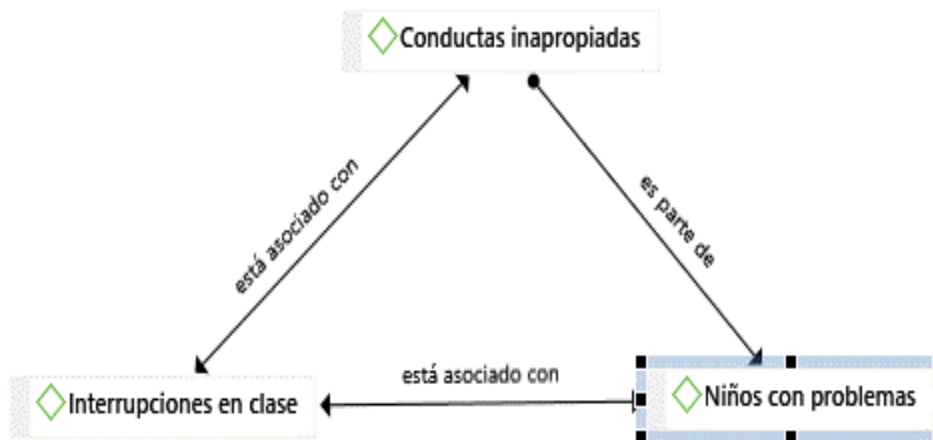 Conductas inapropiadas
está asociado con
es parte de
está asociado con
Interrupciones en clase
Niños con problemas